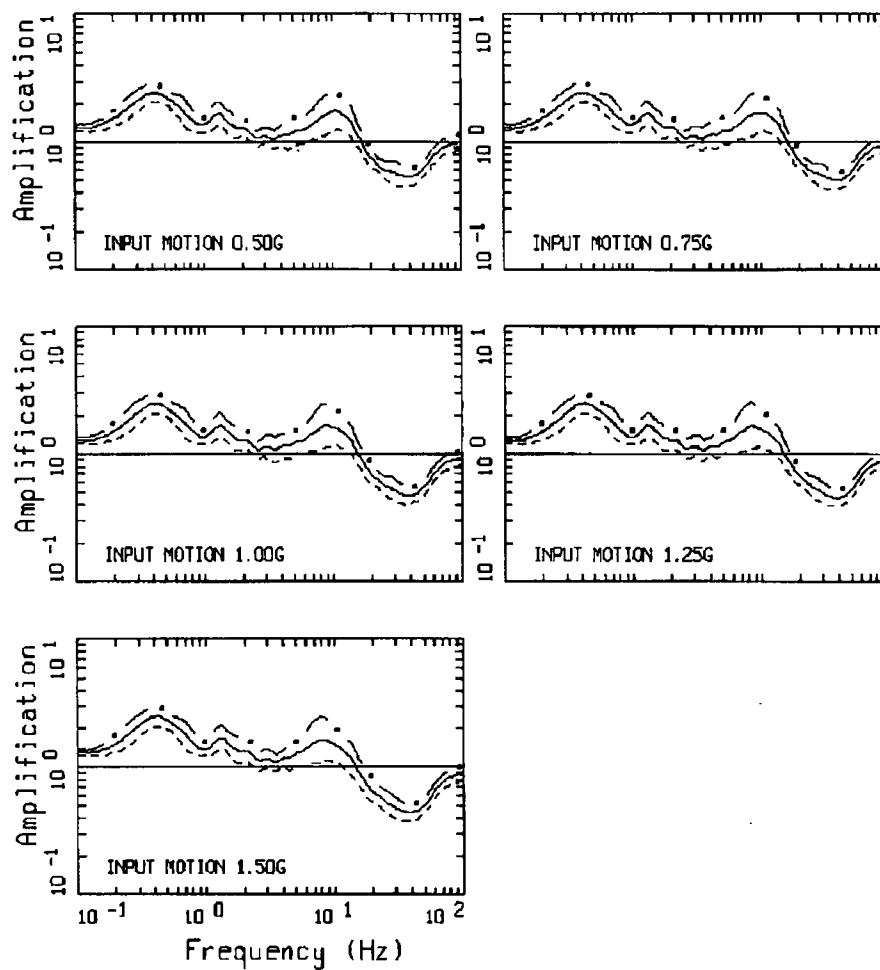 Amplification
10^1
10^0
10^-1
INPUT MOTION 0.50G
10^1
10^0
10^-1
INPUT MOTION 0.75G
Amplification
10^1
10^0
10^-1
INPUT MOTION 1.00G
10^1
10^0
10^-1
INPUT MOTION 1.25G
Amplification
10^1
10^0
10^-1
INPUT MOTION 1.50G
10^-1 10^0 10^1 10^2
Frequency (Hz)